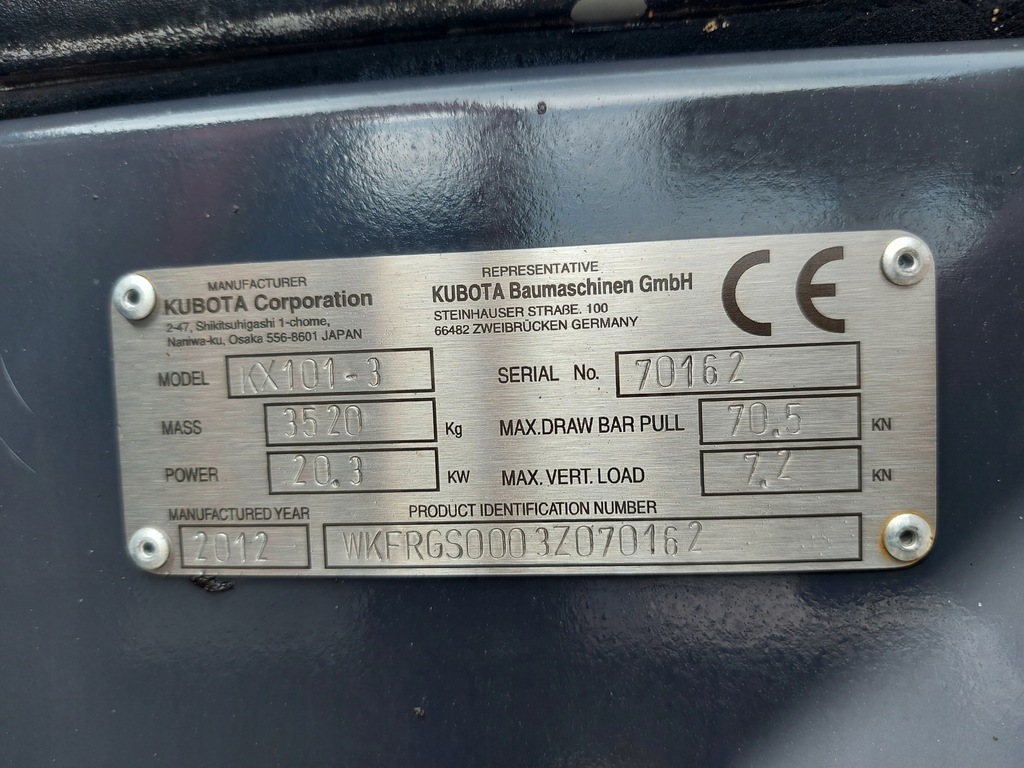 MANUFACTURER
KUBOTA Corporation
2-47, Shikitsuhigashi 1-chome,
Naniwa-ku, Osaka 556-8601 JAPAN
REPRESENTATIVE
KUBOTA Baumaschinen GmbH
STEINHAUSER STRAßE. 100
66482 ZWEIBRÜCKEN GERMANY
CE
MODEL KX101-3
SERIAL No. 70162
MASS 3520 Kg
MAX.DRAW BAR PULL 70.5 KN
POWER 20.3 KW
MAX. VERT. LOAD 7.2 KN
MANUFACTURED YEAR
2012
PRODUCT IDENTIFICATION NUMBER
WKFRGS0003Z070162